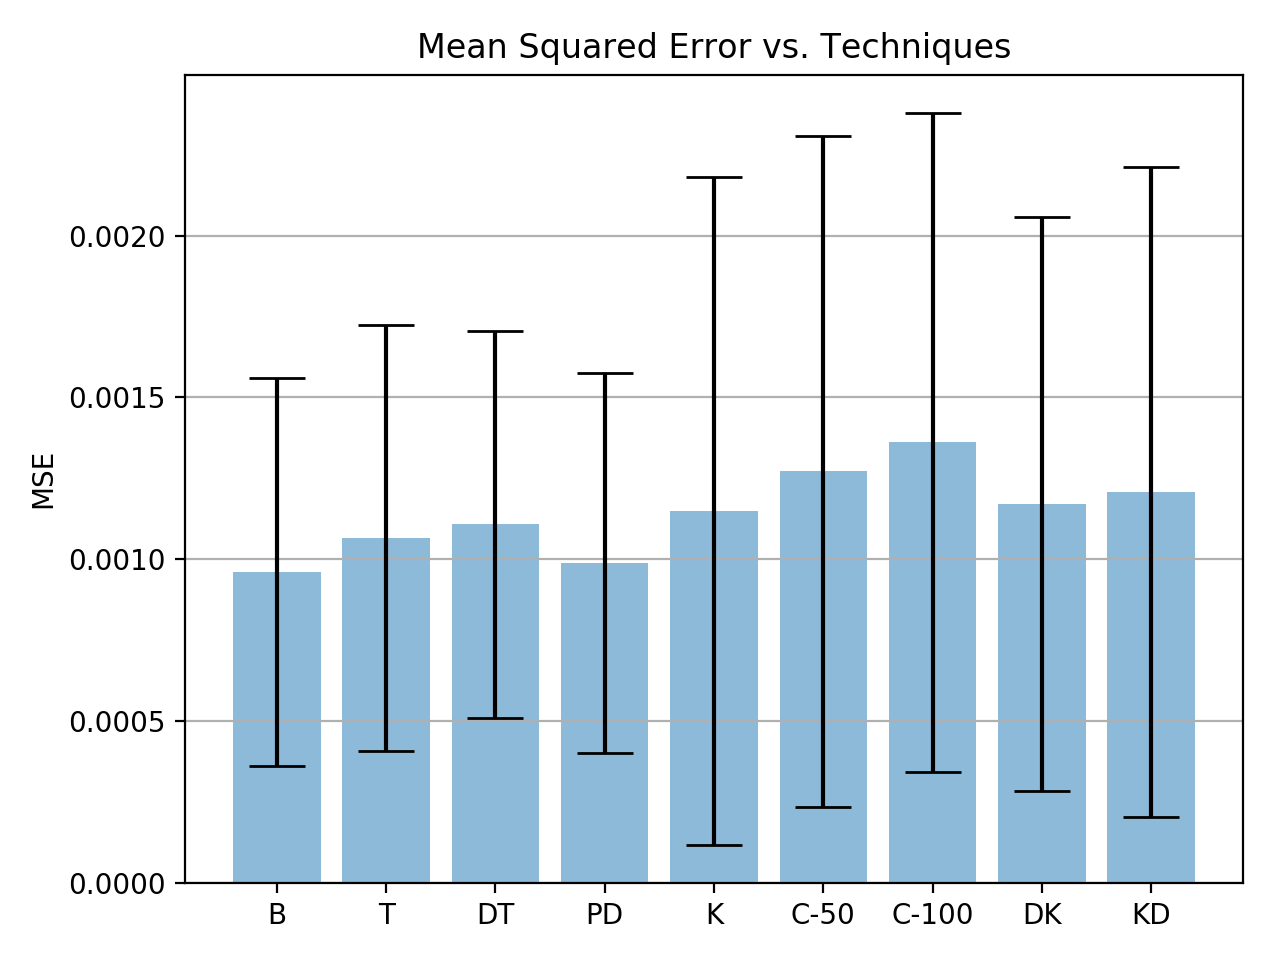 Mean Squared Error vs. Techniques
MSE
0.0020
0.0015
0.0010
0.0005
0.0000
B T DT PD K C-50 C-100 DK KD